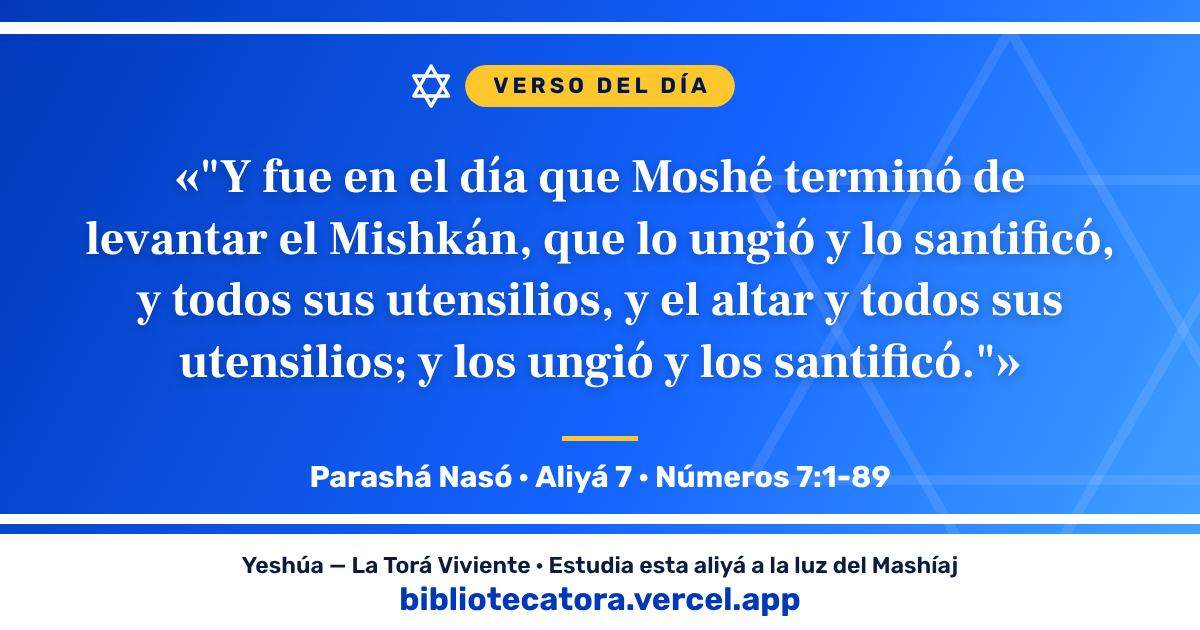 VERSO DEL DÍA
«"Y fue en el día que Moshé terminó de
levantar el Mishkán, que lo ungió y lo santificó,
y todos sus utensilios, y el altar y todos sus
utensilios; y los ungió y los santificó."»
Parashá Nasó • Aliyá 7 • Números 7:1-89
Yeshúa — La Torá Viviente • Estudia esta aliyá a la luz del Mashíaj
bibliotecatora.vercel.app